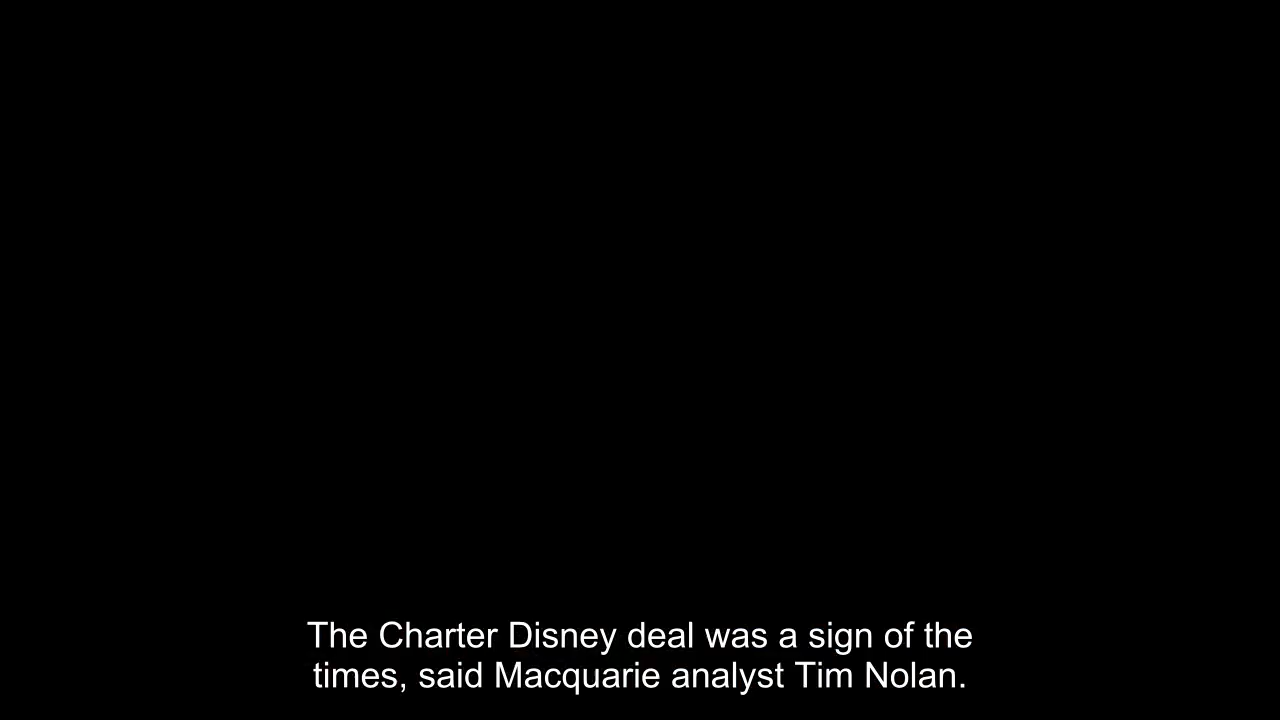 The Charter Disney deal was a sign of the
times, said Macquarie analyst Tim Nolan.